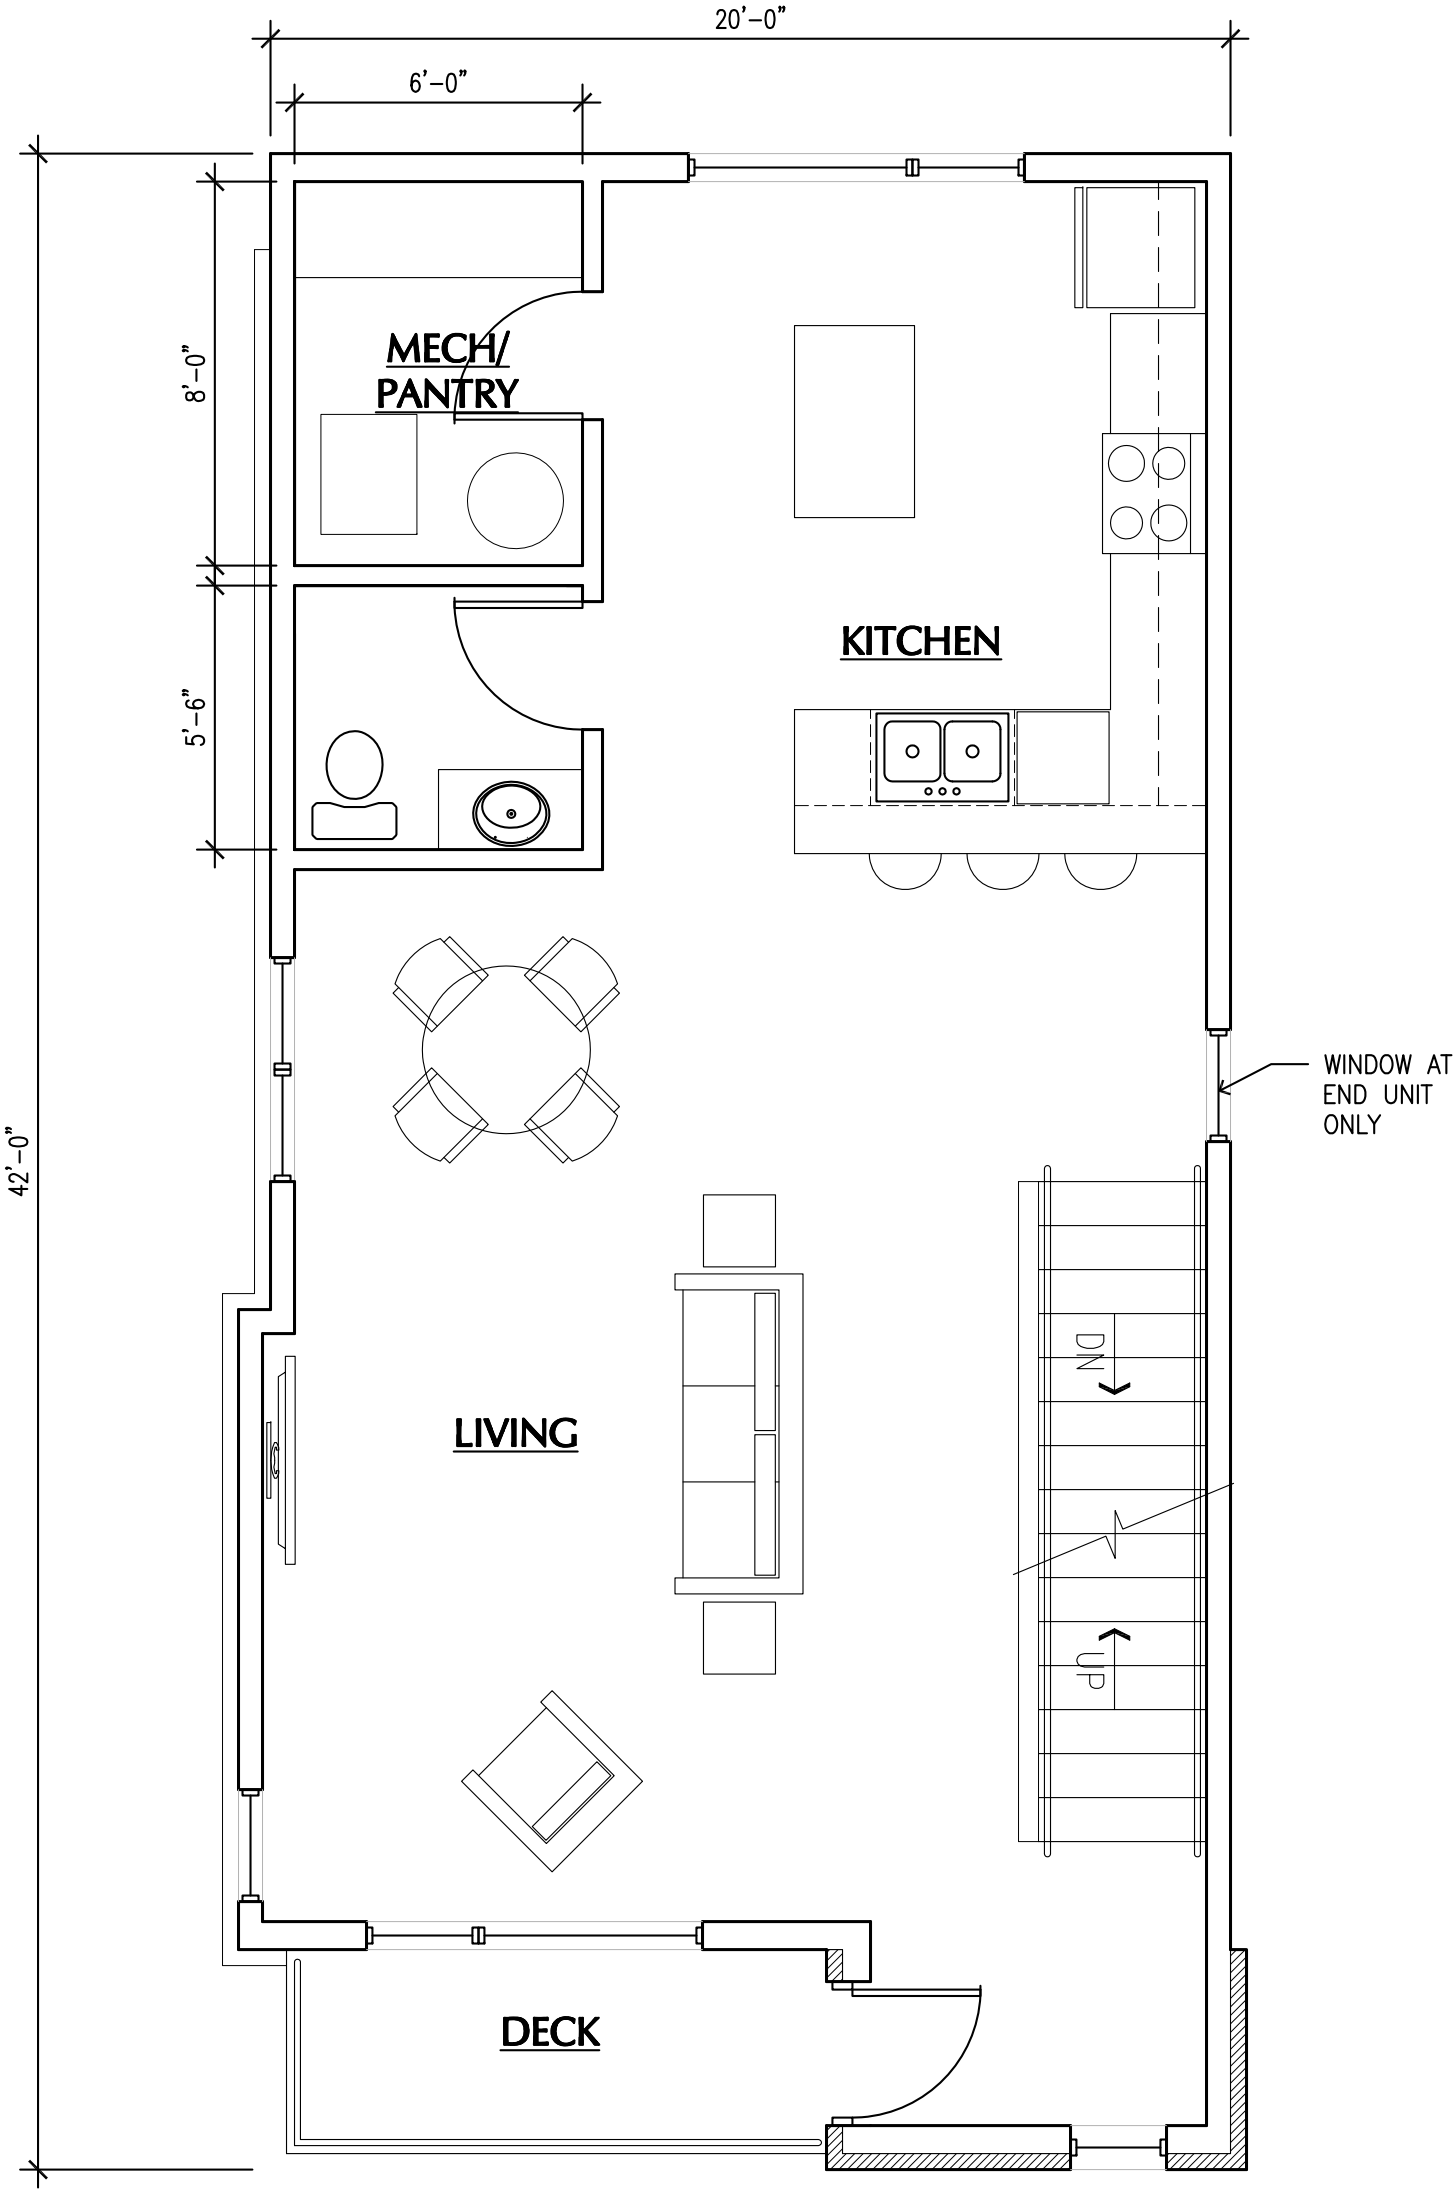 20'-0"
6'-0"
MECH/
PANTRY
8'-0"
KITCHEN
5'-6"
WINDOW AT
END UNIT
ONLY
42'-0"
DN
LIVING
UP
DECK